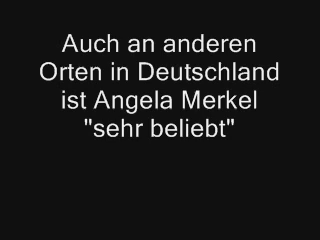 Auch an anderen
Orten in Deutschland
ist Angela Merkel
"sehr beliebt"